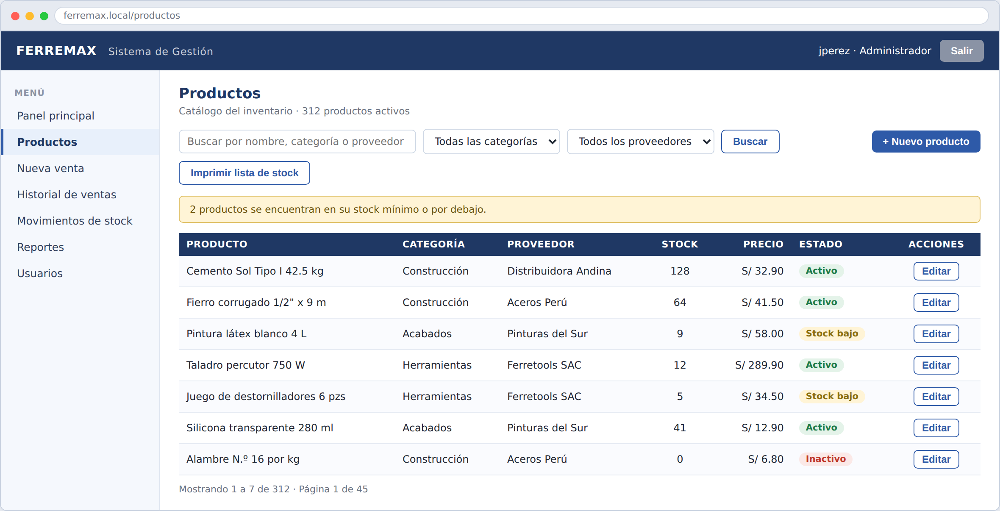 ferremax.local/productos
FERREMAX Sistema de Gestión jperez · Administrador Salir
MENÚ
Panel principal
Productos
Nueva venta
Historial de ventas
Movimientos de stock
Reportes
Usuarios
Productos
Catálogo del inventario · 312 productos activos
Buscar por nombre, categoría o proveedor Todas las categorías Todos los proveedores Buscar + Nuevo producto
Imprimir lista de stock
2 productos se encuentran en su stock mínimo o por debajo.
PRODUCTO CATEGORÍA PROVEEDOR STOCK PRECIO ESTADO ACCIONES
Cemento Sol Tipo I 42.5 kg Construcción Distribuidora Andina 128 S/ 32.90 Activo Editar
Fierro corrugado 1/2" x 9 m Construcción Aceros Perú 64 S/ 41.50 Activo Editar
Pintura látex blanco 4 L Acabados Pinturas del Sur 9 S/ 58.00 Stock bajo Editar
Taladro percutor 750 W Herramientas Ferretools SAC 12 S/ 289.90 Activo Editar
Juego de destornilladores 6 pzs Herramientas Ferretools SAC 5 S/ 34.50 Stock bajo Editar
Silicona transparente 280 ml Acabados Pinturas del Sur 41 S/ 12.90 Activo Editar
Alambre N.º 16 por kg Construcción Aceros Perú 0 S/ 6.80 Inactivo Editar
Mostrando 1 a 7 de 312 · Página 1 de 45